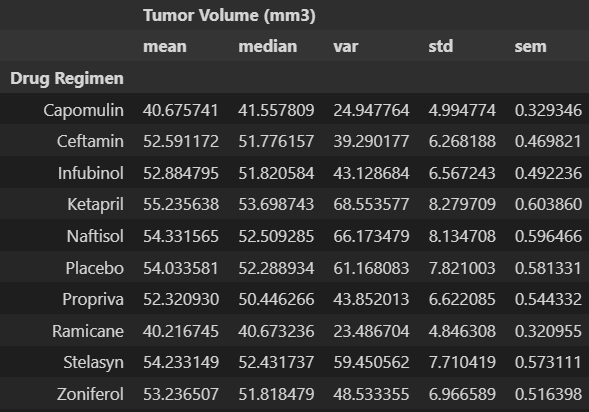 Tumor Volume (mm3)
mean median var std sem
Drug Regimen
Capomulin 40.675741 41.557809 24.947764 4.994774 0.329346
Ceftamin 52.591172 51.776157 39.290177 6.268188 0.469821
Infubinol 52.884795 51.820584 43.128684 6.567243 0.492236
Ketapril 55.235638 53.698743 68.553577 8.279709 0.603860
Naftisol 54.331565 52.509285 66.173479 8.134708 0.596466
Placebo 54.033581 52.288934 61.168083 7.821003 0.581331
Propriva 52.320930 50.446266 43.852013 6.622085 0.544332
Ramicane 40.216745 40.673236 23.486704 4.846308 0.320955
Stelasyn 54.233149 52.431737 59.450562 7.710419 0.573111
Zoniferol 53.236507 51.818479 48.533355 6.966589 0.516398